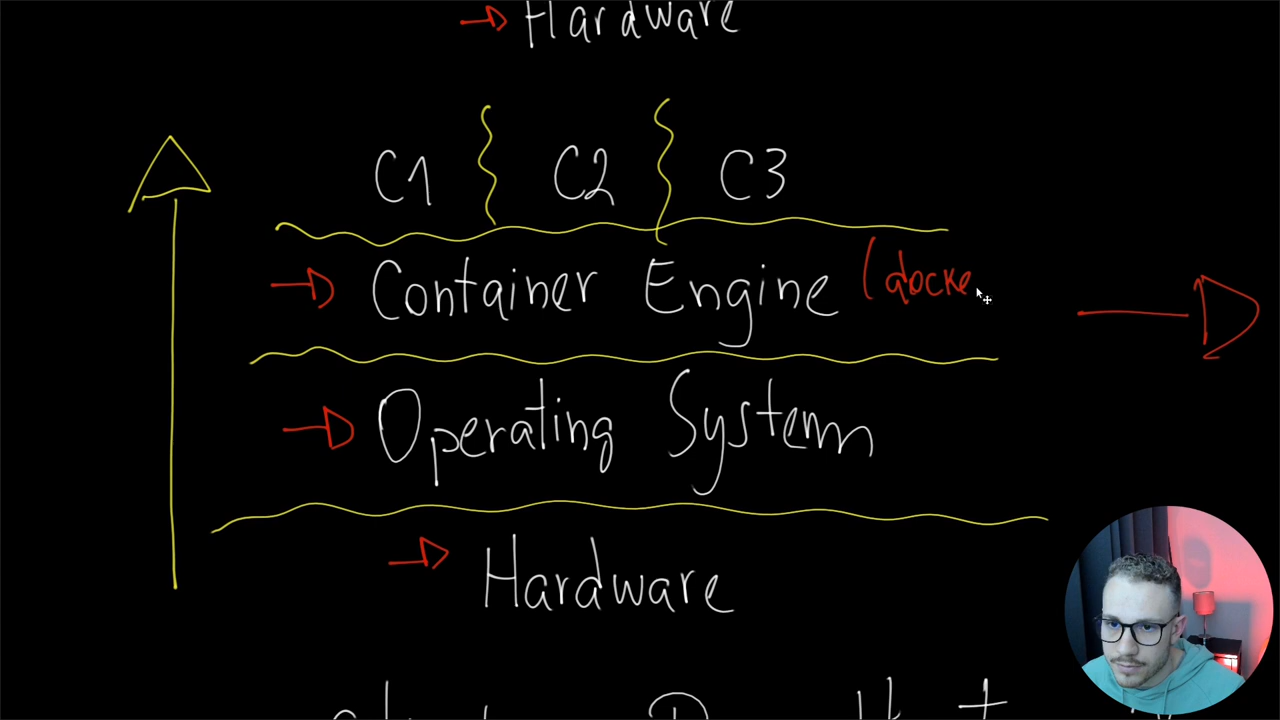 Hardware
C1 C2 C3
Container Engine (docke
Operating System
Hardware